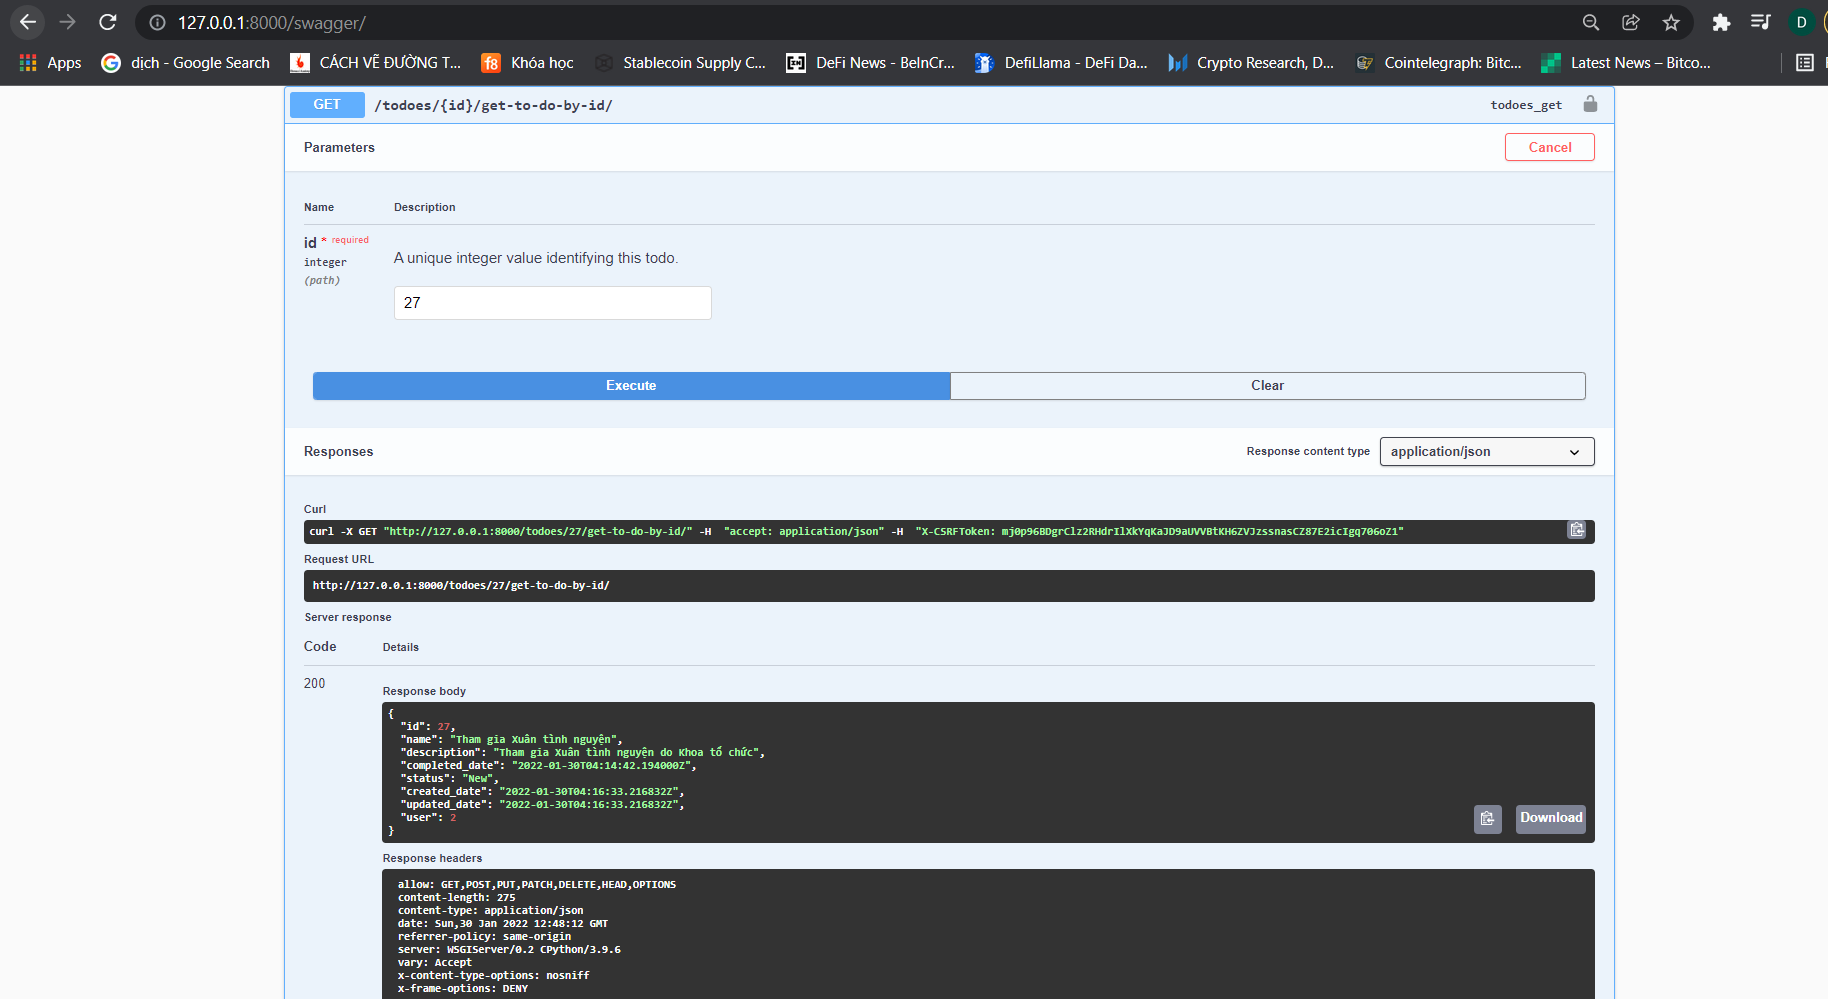 127.0.0.1:8000/swagger/
D
Apps
dịch - Google Search
CÁCH VẼ ĐƯỜNG T...
f8 Khóa học
Stablecoin Supply C...
DeFi News - BeInCr...
DefiLlama - DeFi Da...
Crypto Research, D...
Cointelegraph: Bitc...
Latest News – Bitco...
GET /todoes/{id}/get-to-do-by-id/ todoes_get
Parameters
Cancel
Name Description
id * required
integer
(path)
A unique integer value identifying this todo.
27
Execute
Clear
Responses
Response content type application/json
Curl
curl -X GET "http://127.0.0.1:8000/todoes/27/get-to-do-by-id/" -H "accept: application/json" -H "X-CSRFToken: mj0p96BDgrClz2RHdrIlXkYqKaJD9aUVVBtKH6ZVJzssnasCZ87E2icIgq706oZ1"
Request URL
http://127.0.0.1:8000/todoes/27/get-to-do-by-id/
Server response
Code Details
200
Response body
{
"id": 27,
"name": "Tham gia Xuân tình nguyện",
"description": "Tham gia Xuân tình nguyện do Khoa tổ chức",
"completed_date": "2022-01-30T04:14:42.194000Z",
"status": "New",
"created_date": "2022-01-30T04:16:33.216832Z",
"updated_date": "2022-01-30T04:16:33.216832Z",
"user": 2
}
Download
Response headers
allow: GET,POST,PUT,PATCH,DELETE,HEAD,OPTIONS
content-length: 275
content-type: application/json
date: Sun,30 Jan 2022 12:48:12 GMT
referrer-policy: same-origin
server: WSGIServer/0.2 CPython/3.9.6
vary: Accept
x-content-type-options: nosniff
x-frame-options: DENY